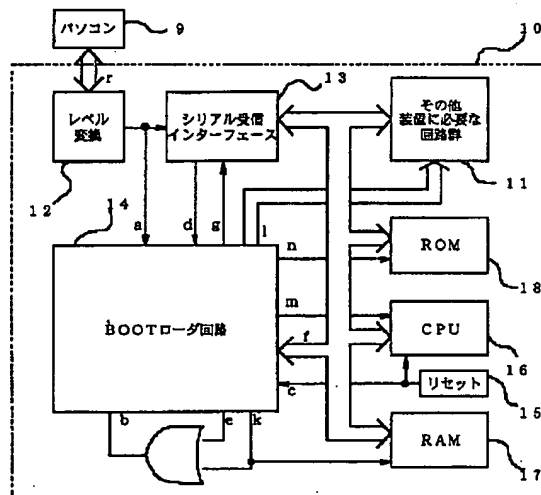 パソコン
9
10
r
13
レベル
変換
シリアル受信
インターフェース
その他
装置に必要な
回路群
12
14
a
d
g
l
11
n
ROM
18
m
BOOTローダ回路
f
CPU
16
c
リセット
15
b
e
k
RAM
17